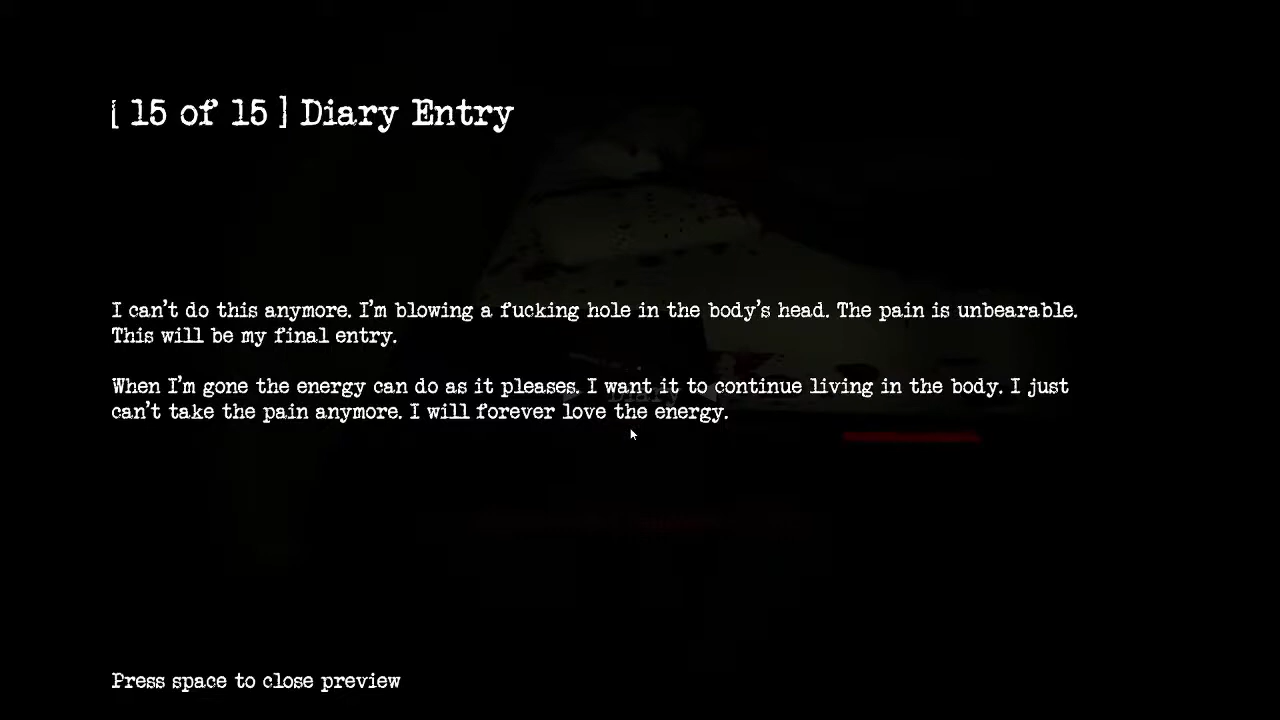 [ 15 of 15 ] Diary Entry
I can't do this anymore. I'm blowing a fucking hole in the body's head. The pain is unbearable.
This will be my final entry.
When I'm gone the energy can do as it pleases. I want it to continue living in the body. I just
can't take the pain anymore. I will forever love the energy.
Diary
Press space to close preview